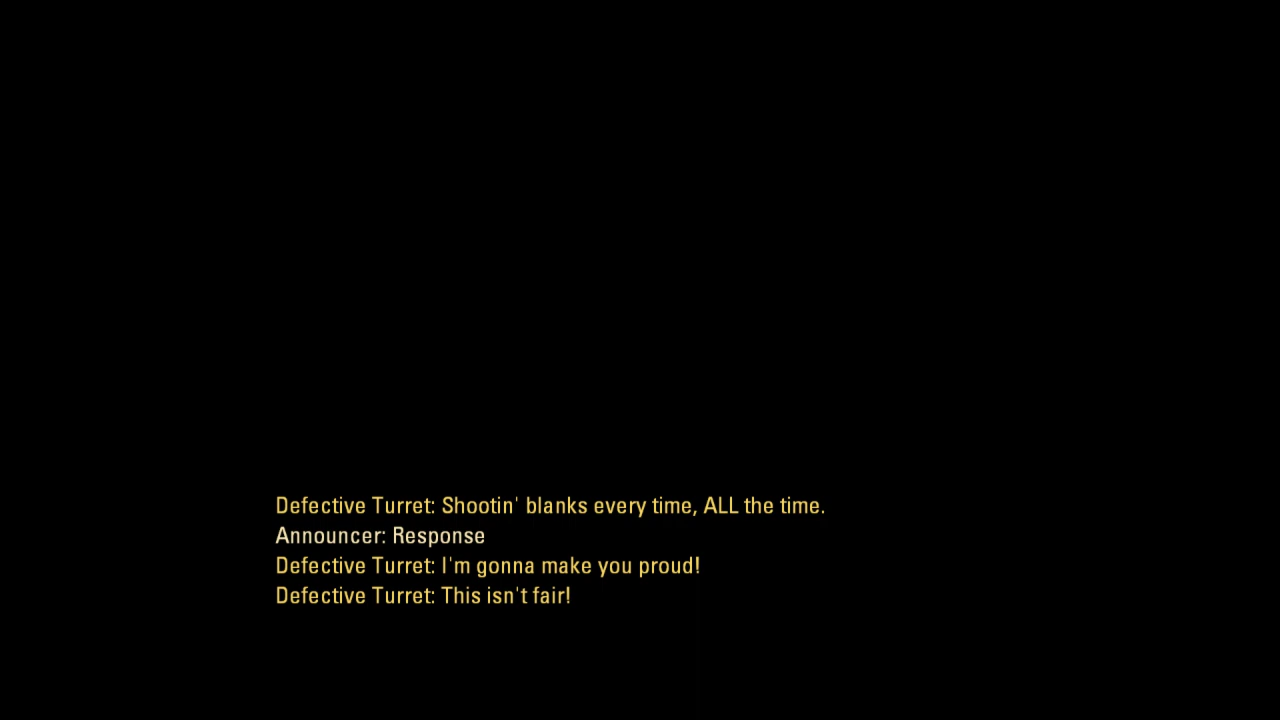 Defective Turret: Shootin' blanks every time, ALL the time.
Announcer: Response
Defective Turret: I'm gonna make you proud!
Defective Turret: This isn't fair!